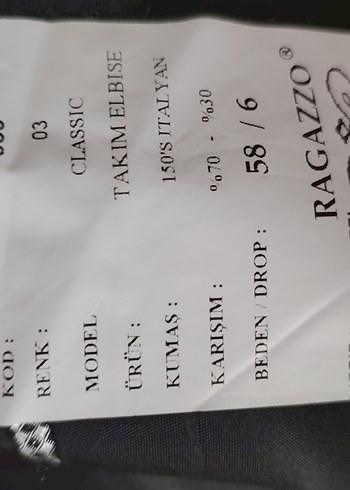 RAGAZZO ®
BEDEN / DROP : 58 / 6
KARIŞIM : %70 - %30
KUMAŞ : 150'S ITALYAN
ÜRÜN : TAKIM ELBISE
MODEL CLASSIC
RENK : 03
KOD :